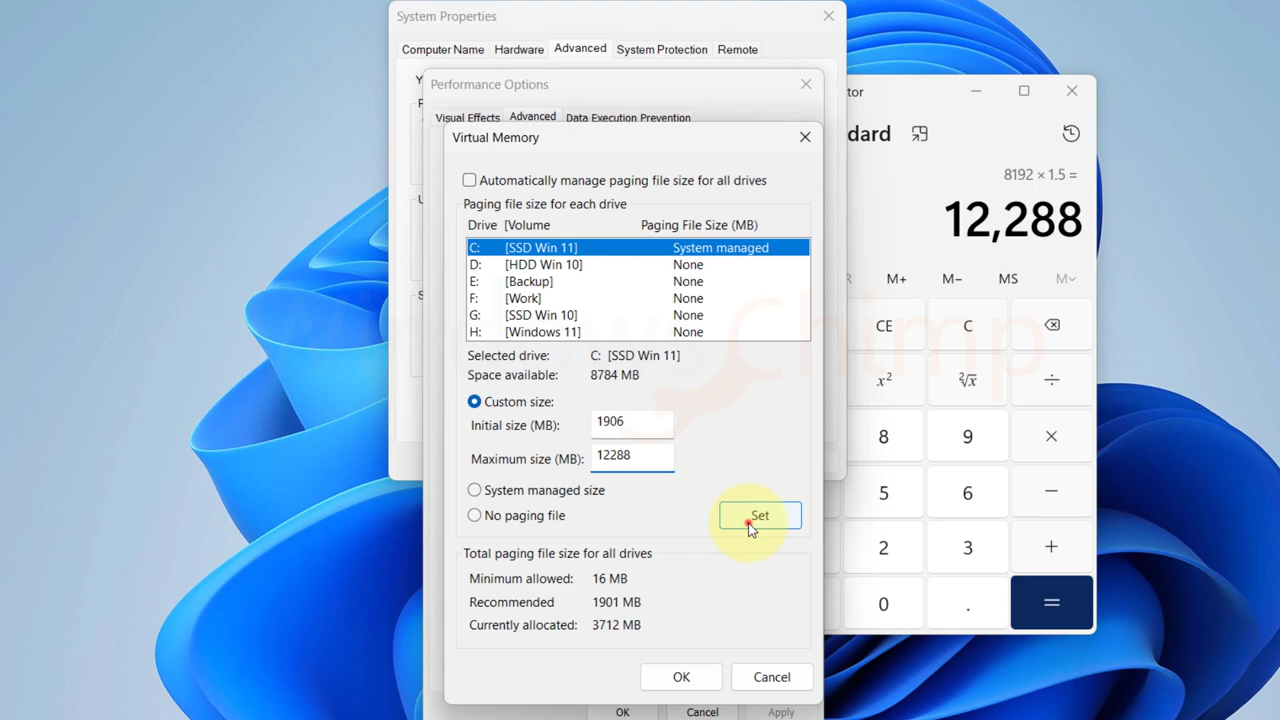 System Properties
Computer Name Hardware Advanced System Protection Remote
Performance Options
Visual Effects Advanced Data Execution Prevention
Virtual Memory
Automatically manage paging file size for all drives
Paging file size for each drive
Drive [Volume Paging File Size (MB)
C: [SSD Win 11] System managed
D: [HDD Win 10] None
E: [Backup] None
F: [Work] None
G: [SSD Win 10] None
H: [Windows 11] None
Selected drive: C: [SSD Win 11]
Space available: 8784 MB
Custom size:
Initial size (MB): 1906
Maximum size (MB): 12288
System managed size
No paging file
Set
Total paging file size for all drives
Minimum allowed: 16 MB
Recommended 1901 MB
Currently allocated: 3712 MB
OK Cancel
OK Cancel Apply
tor
dard
8192 × 1.5 =
12,288
M+ M− MS M
CE C
x² ²√x ÷
8 9 ×
5 6 −
2 3 +
0 . =
Chimp